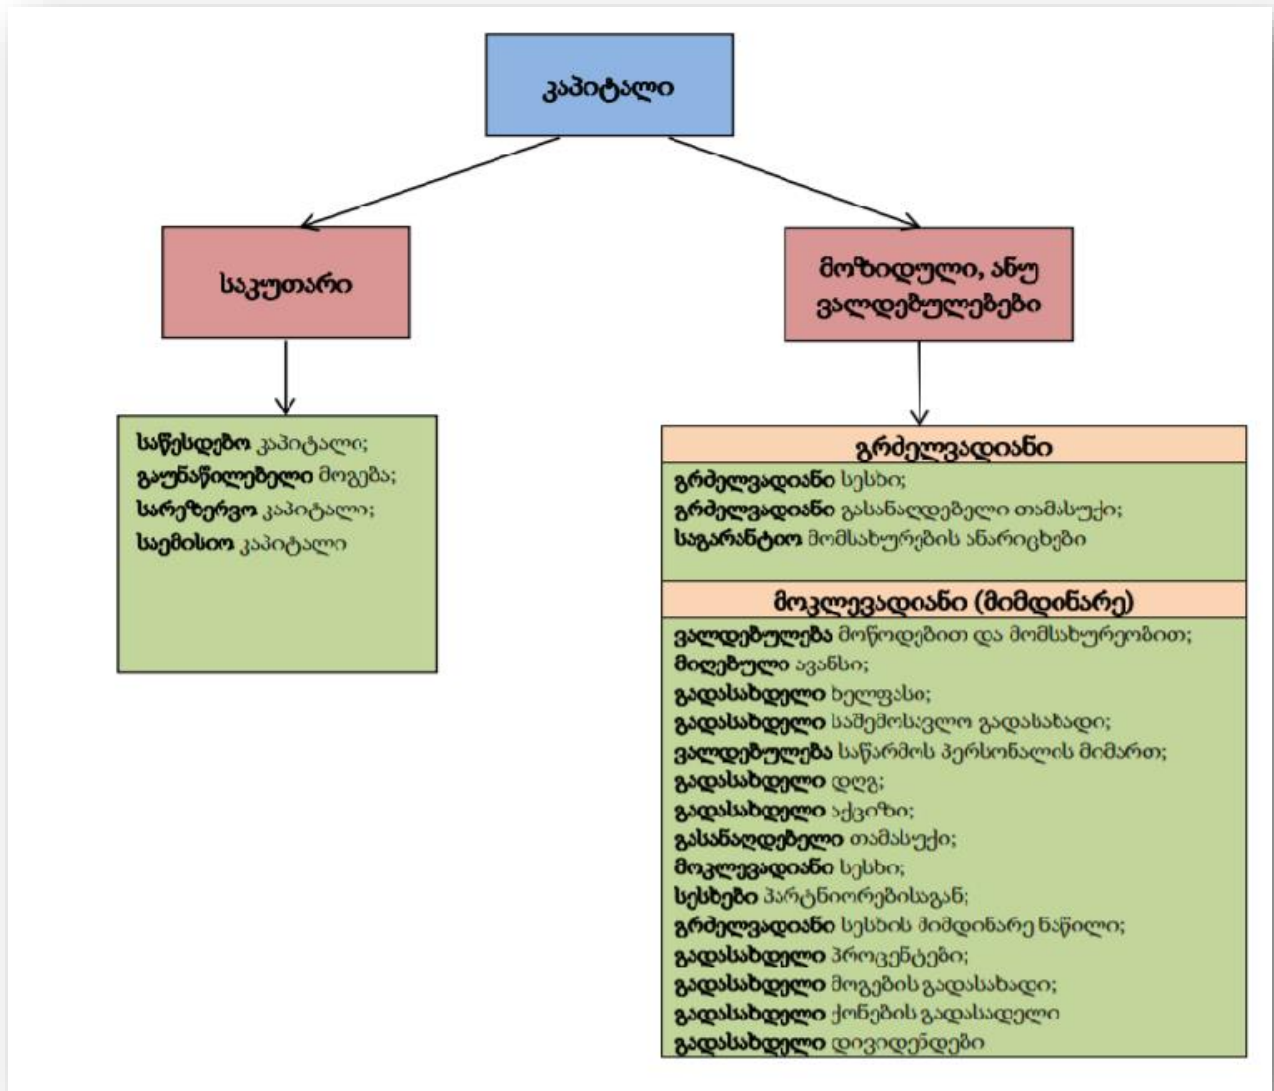 კაპიტალი
საკუთარი
მოზიდული, ანუ
ვალდებულებები
საწესდებო კაპიტალი;
გაუნაწილებელი მოგება;
სარეზერვო კაპიტალი;
საემისიო კაპიტალი
გრძელვადიანი
გრძელვადიანი სესხი;
გრძელვადიანი გასანაღდებელი თამასუქი;
საგარანტიო მომსახურების ანარიცხები
მოკლევადიანი (მიმდინარე)
ვალდებულება მოწოდებით და მომსახურეობით;
მიღებული ავანსი;
გადასახდელი ხელფასი;
გადასახდელი საშემოსავლო გადასახადი;
ვალდებულება საწარმოს პერსონალის მიმართ;
გადასახდელი დღგ;
გადასახდელი აქციზი;
გასანაღდებელი თამასუქი;
მოკლევადიანი სესხი;
სესხები პარტნიორებისაგან;
გრძელვადიანი სესხის მიმდინარე ნაწილი;
გადასახდელი პროცენტები;
გადასახდელი მოგების გადასახადი;
გადასახდელი ქონების გადასადელი
გადასახდელი დივიდენდები